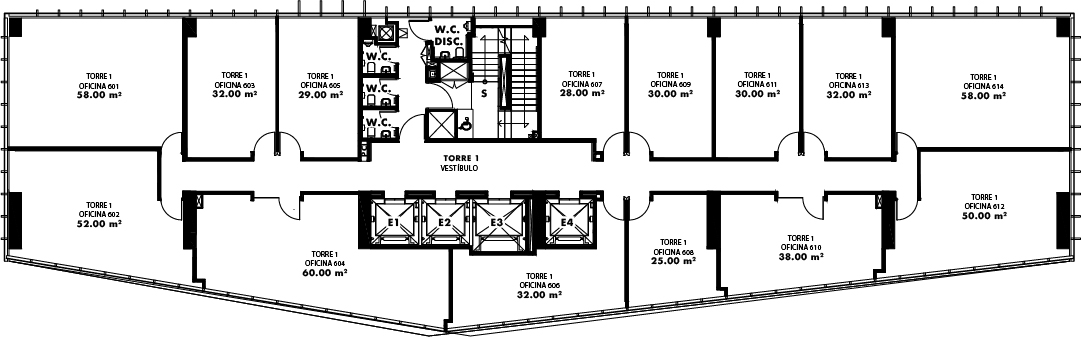 TORRE 1
OFICINA 601
58.00 m²
TORRE 1
OFICINA 603
32.00 m²
TORRE 1
OFICINA 605
29.00 m²
W.C.
W.C.
W.C.
W.C.
DISC.
S
TORRE 1
OFICINA 607
28.00 m²
TORRE 1
OFICINA 609
30.00 m²
TORRE 1
OFICINA 611
30.00 m²
TORRE 1
OFICINA 613
32.00 m²
TORRE 1
OFICINA 614
58.00 m²
TORRE 1
VESTÍBULO
TORRE 1
OFICINA 602
52.00 m²
TORRE 1
OFICINA 604
60.00 m²
E1
E2
E3
E4
TORRE 1
OFICINA 606
32.00 m²
TORRE 1
OFICINA 608
25.00 m²
TORRE 1
OFICINA 610
38.00 m²
TORRE 1
OFICINA 612
50.00 m²